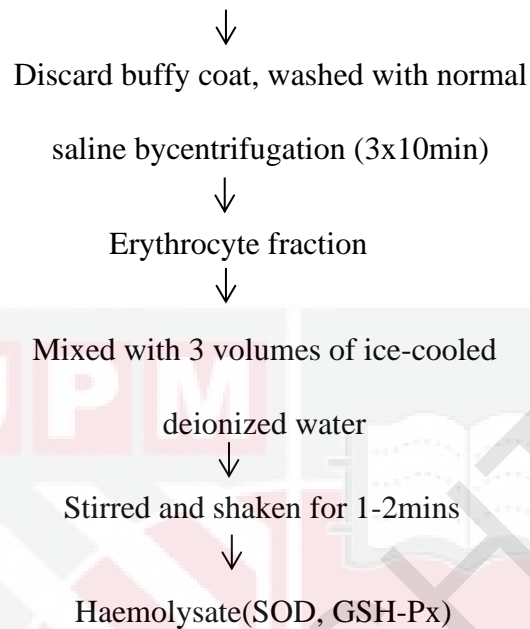 Discard buffy coat, washed with normal
saline bycentrifugation (3x10min)
Erythrocyte fraction
Mixed with 3 volumes of ice-cooled
deionized water
Stirred and shaken for 1-2mins
Haemolysate(SOD, GSH-Px)
UPM